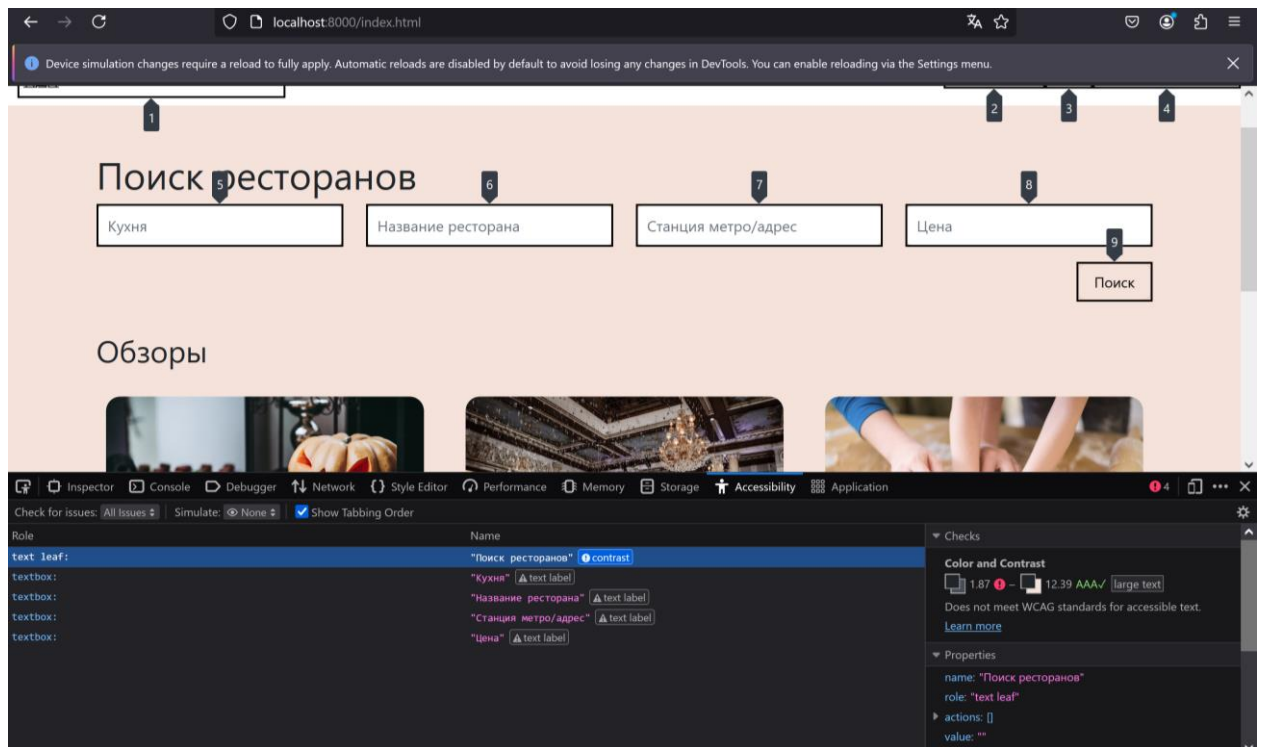 localhost:8000/index.html
Device simulation changes require a reload to fully apply. Automatic reloads are disabled by default to avoid losing any changes in DevTools. You can enable reloading via the Settings menu.
1 2 3 4
Поиск ресторанов
5 6 7 8
Кухня Название ресторана Станция метро/адрес Цена
9
Поиск
Обзоры
Inspector Console Debugger Network Style Editor Performance Memory Storage Accessibility Application 4
Check for issues: All Issues Simulate: None Show Tabbing Order
Role Name Checks
text leaf: "Поиск ресторанов" contrast
Color and Contrast
textbox: "Кухня" text label
1.87 – 12.39 AAA✓ large text
textbox: "Название ресторана" text label
Does not meet WCAG standards for accessible text.
textbox: "Станция метро/адрес" text label
Learn more
textbox: "Цена" text label
Properties
name: "Поиск ресторанов"
role: "text leaf"
actions: []
value: ""